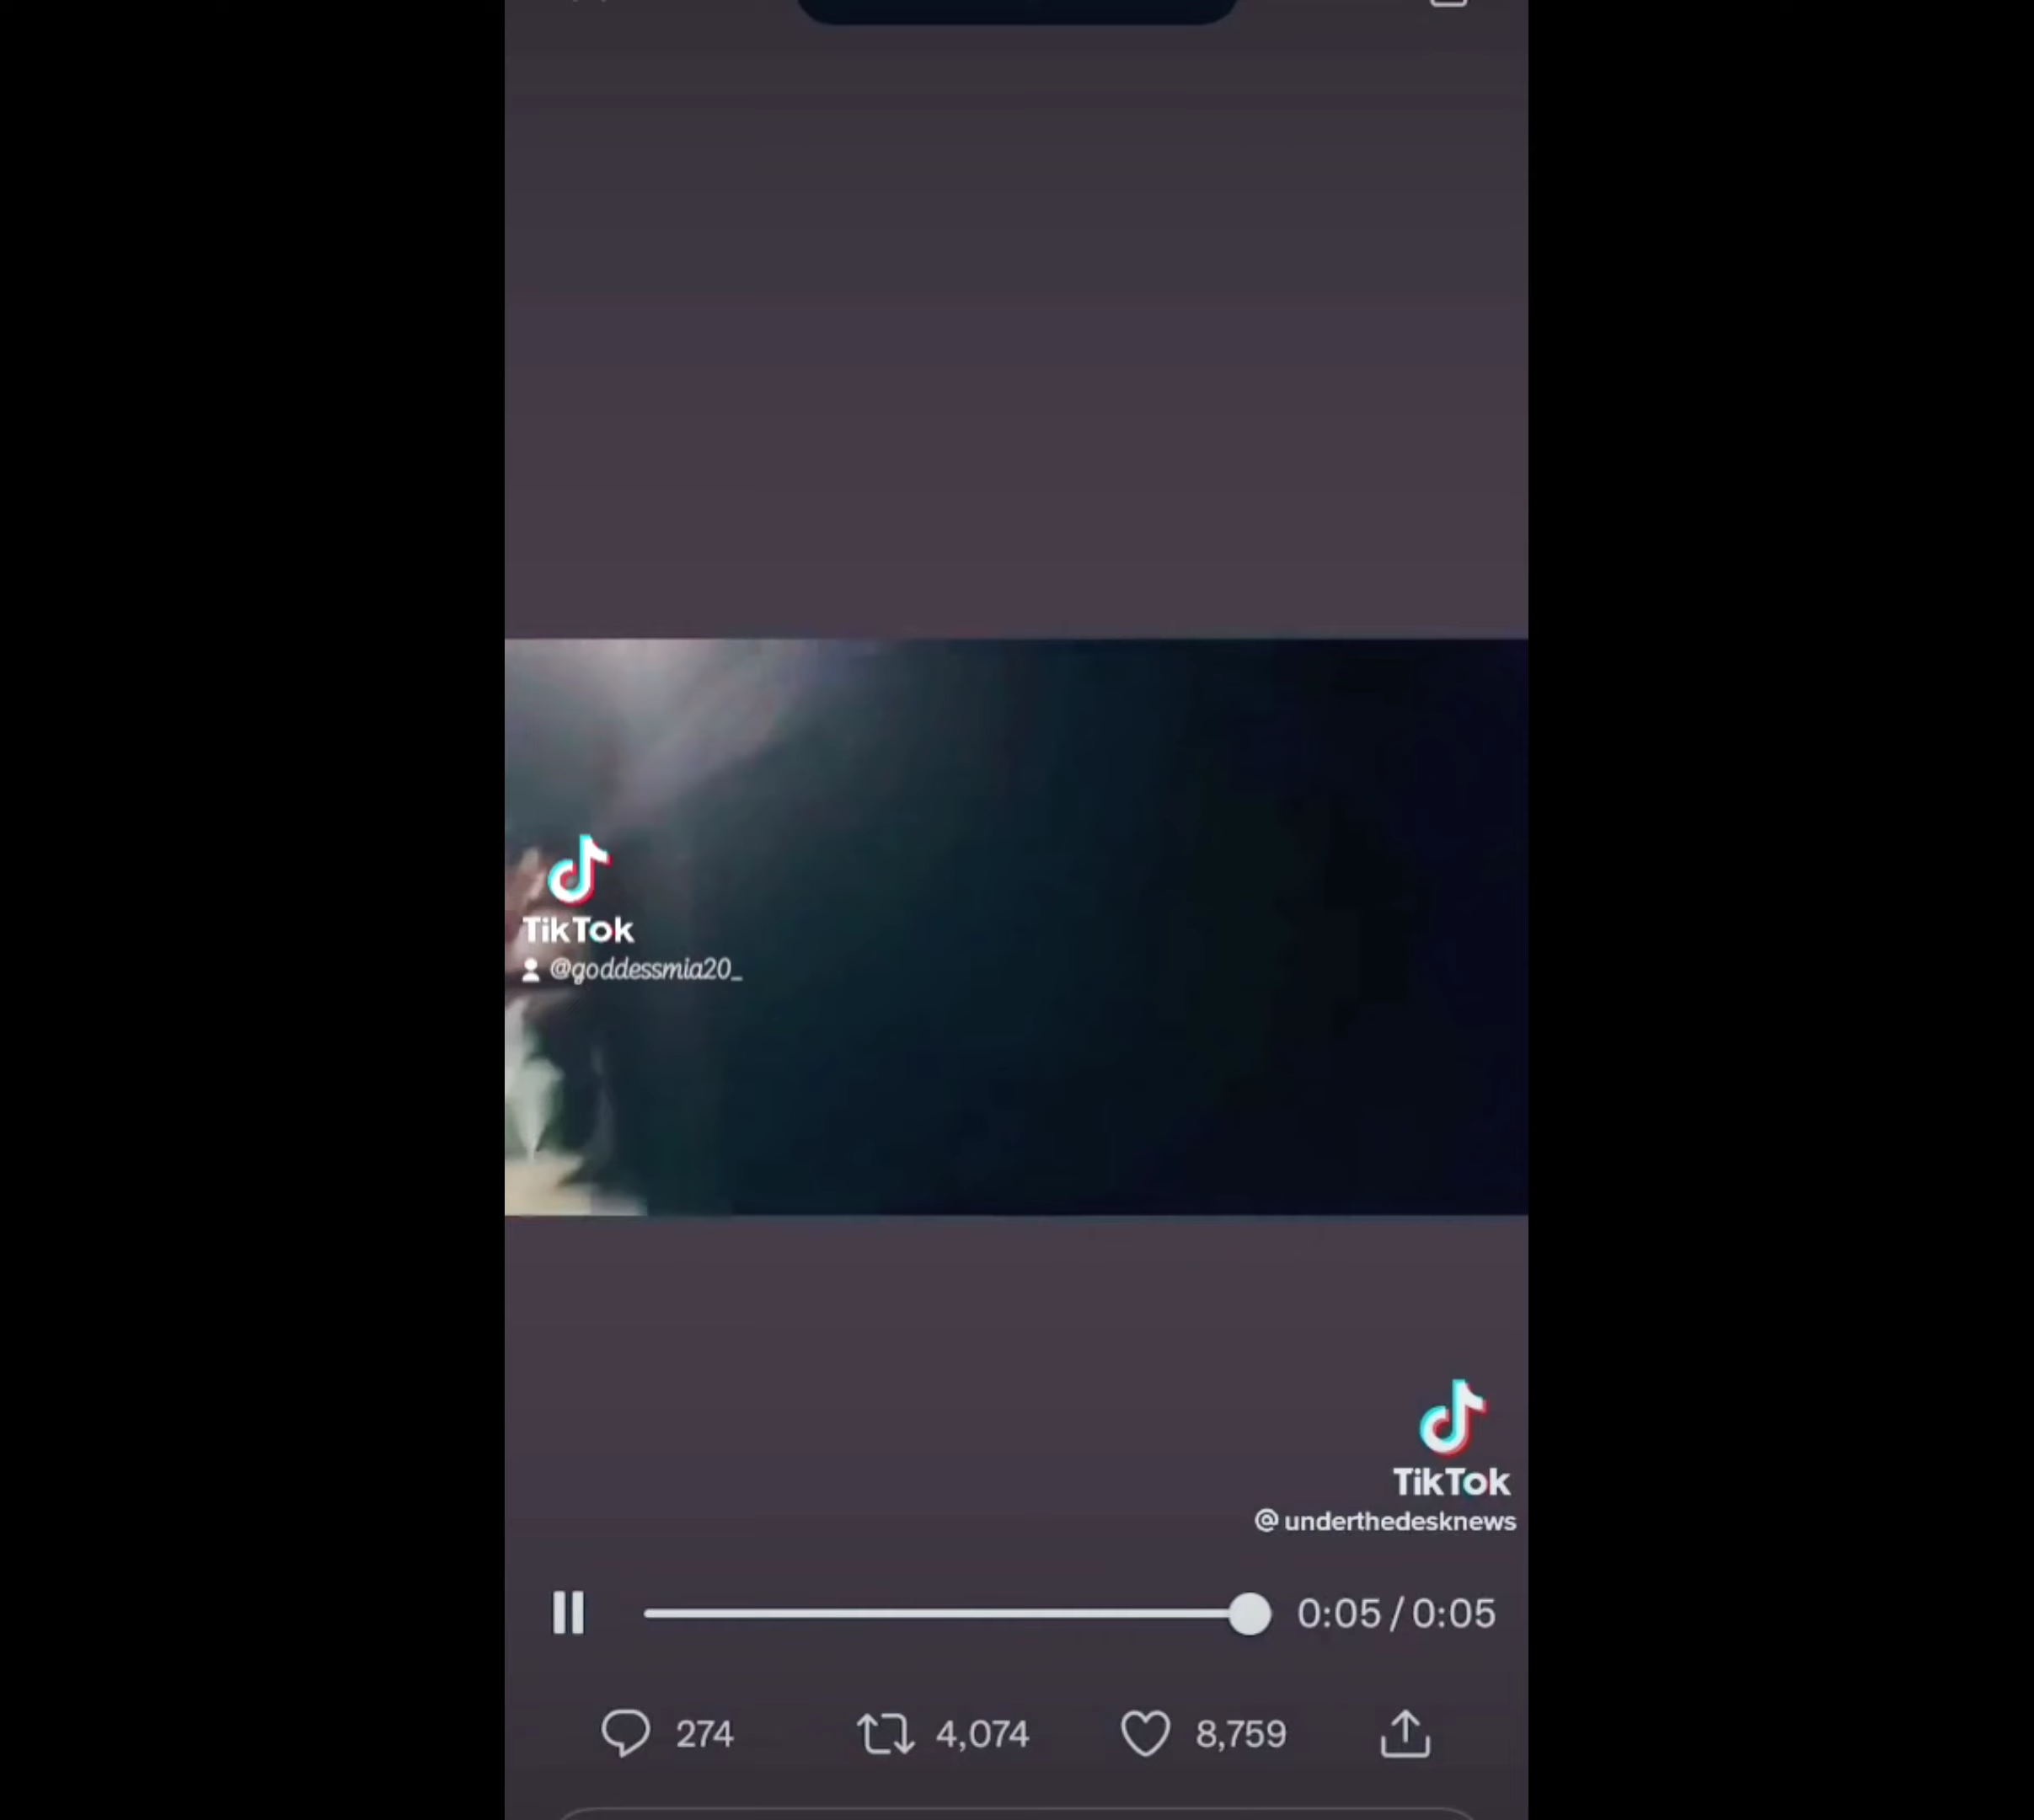 TikTok
@goddessmia20_
TikTok
@underthedesknews
0:05 / 0:05
274 4,074 8,759